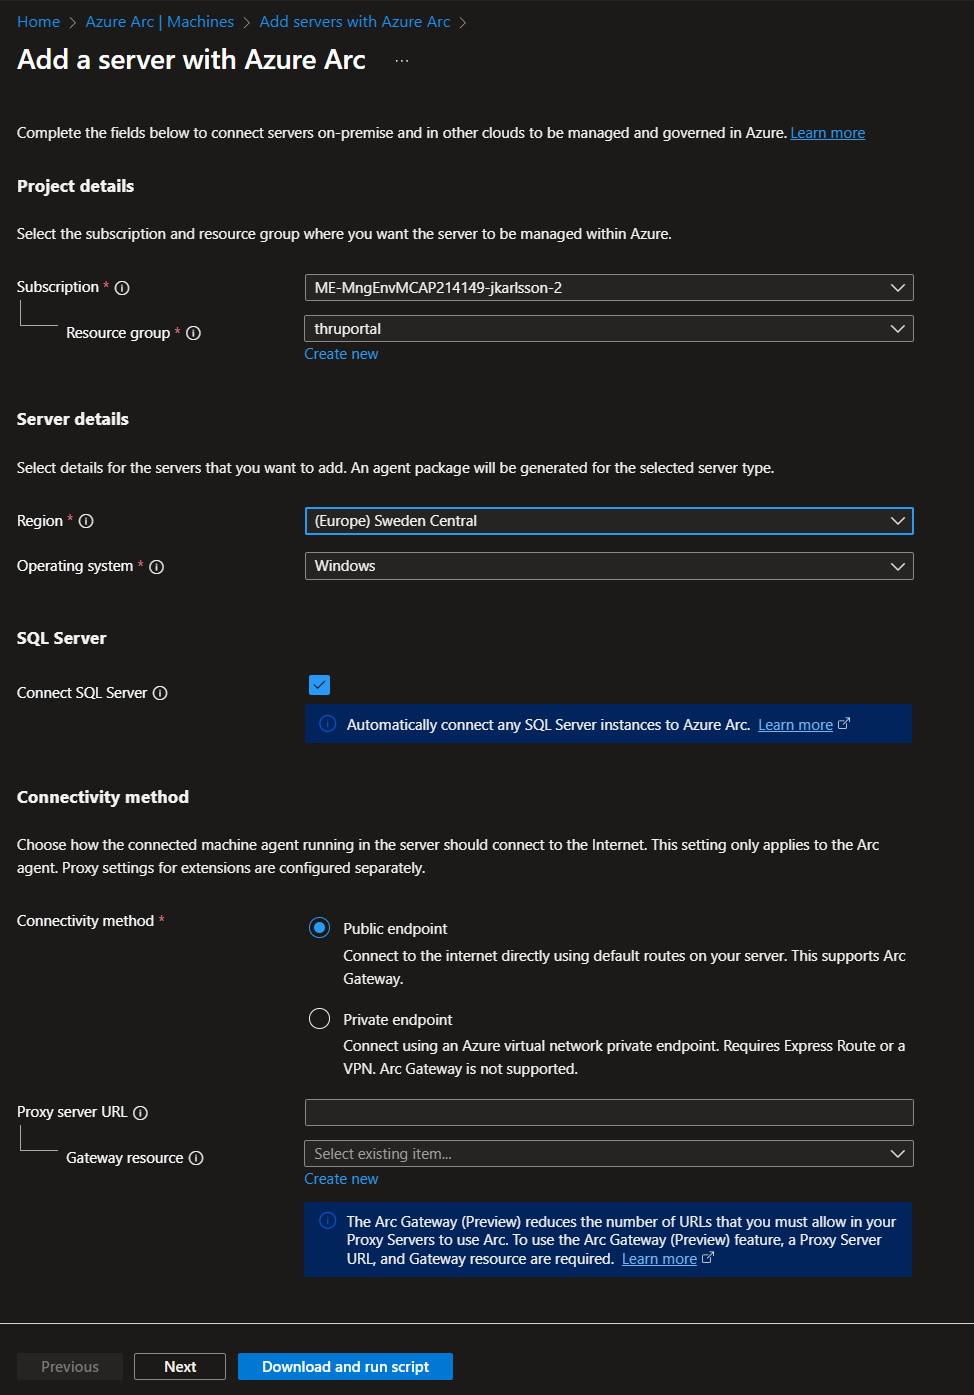 Home > Azure Arc | Machines > Add servers with Azure Arc >
Add a server with Azure Arc ...
Complete the fields below to connect servers on-premise and in other clouds to be managed and governed in Azure. Learn more
Project details
Select the subscription and resource group where you want the server to be managed within Azure.
Subscription *
ME-MngEnvMCAP214149-jkarlsson-2
Resource group *
thruportal
Create new
Server details
Select details for the servers that you want to add. An agent package will be generated for the selected server type.
Region *
(Europe) Sweden Central
Operating system *
Windows
SQL Server
Connect SQL Server
Automatically connect any SQL Server instances to Azure Arc. Learn more
Connectivity method
Choose how the connected machine agent running in the server should connect to the Internet. This setting only applies to the Arc
agent. Proxy settings for extensions are configured separately.
Connectivity method *
Public endpoint
Connect to the internet directly using default routes on your server. This supports Arc
Gateway.
Private endpoint
Connect using an Azure virtual network private endpoint. Requires Express Route or a
VPN. Arc Gateway is not supported.
Proxy server URL
Gateway resource
Select existing item...
Create new
The Arc Gateway (Preview) reduces the number of URLs that you must allow in your
Proxy Servers to use Arc. To use the Arc Gateway (Preview) feature, a Proxy Server
URL, and Gateway resource are required. Learn more
Previous
Next
Download and run script